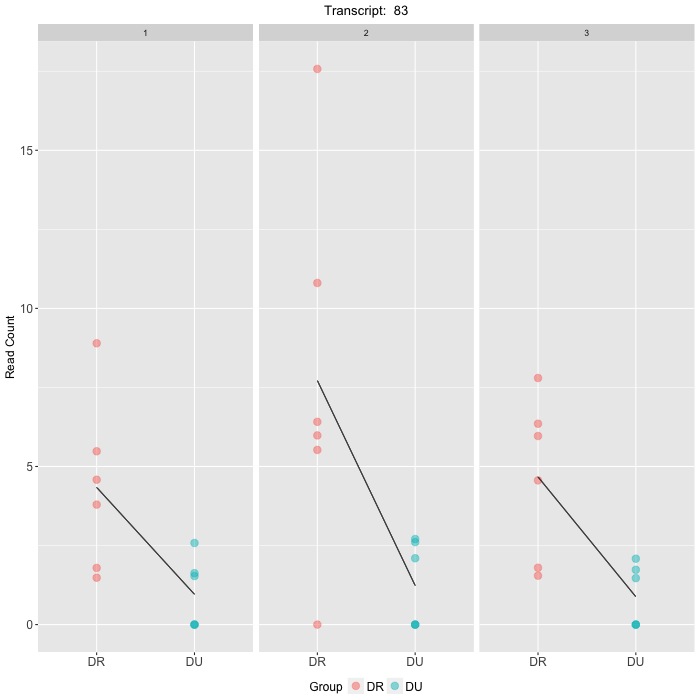 Transcript:  83
1 2 3
15
10
5
0
Read Count
DR DU DR DU DR DU
Group DR DU